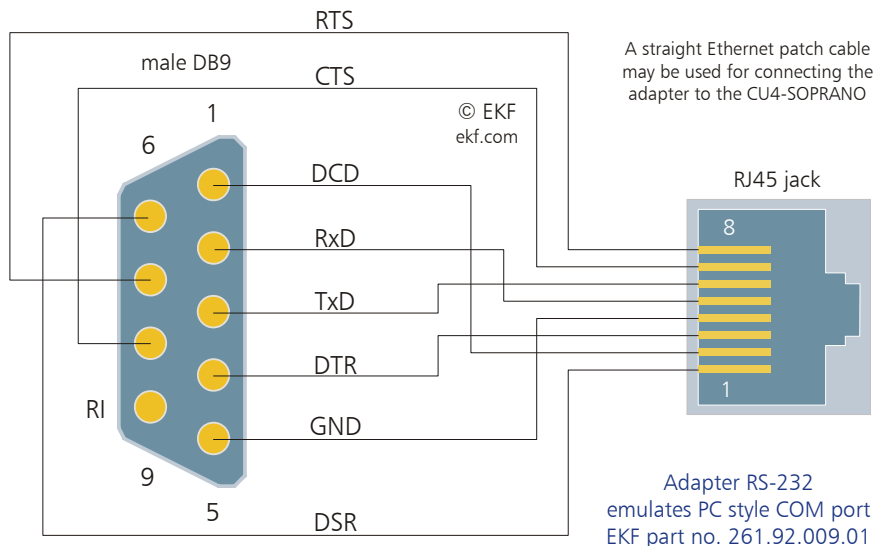 RTS
male DB9
CTS
A straight Ethernet patch cable
may be used for connecting the
adapter to the CU4-SOPRANO
1
© EKF
ekf.com
6
DCD
RJ45 jack
8
RxD
TxD
DTR
1
RI
GND
9
5
DSR
Adapter RS-232
emulates PC style COM port
EKF part no. 261.92.009.01